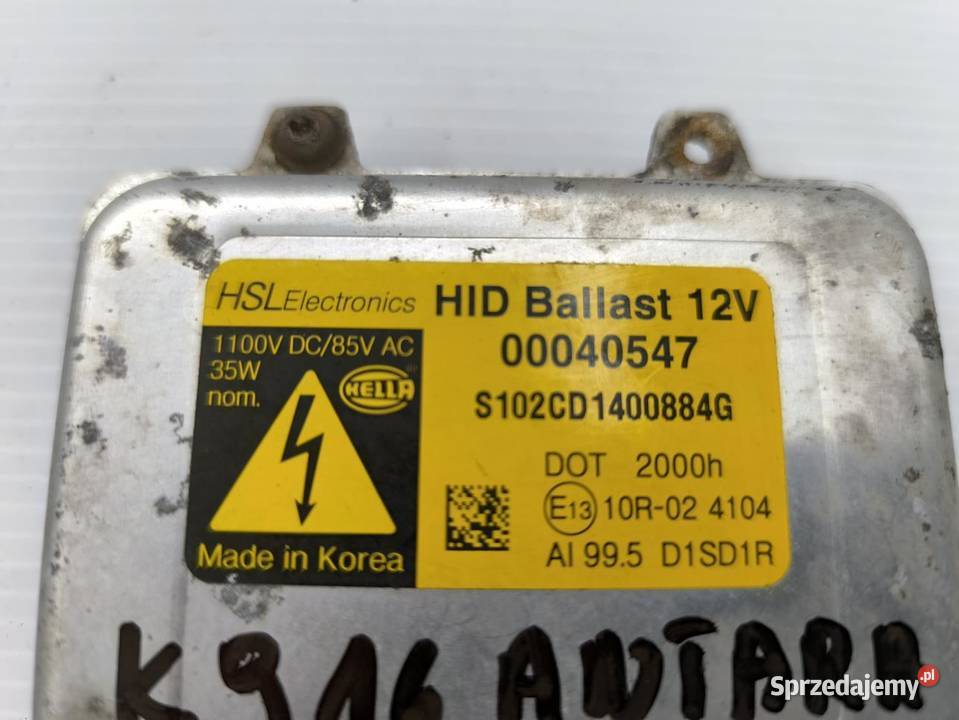 HSLElectronics HID Ballast 12V
1100V DC/85V AC
35W
nom.
HELLA
Made in Korea
00040547
S102CD1400884G
DOT 2000h
E13 10R-02 4104
AI 99.5 D1SD1R
K916 ANTARA
Sprzedajemy.pl